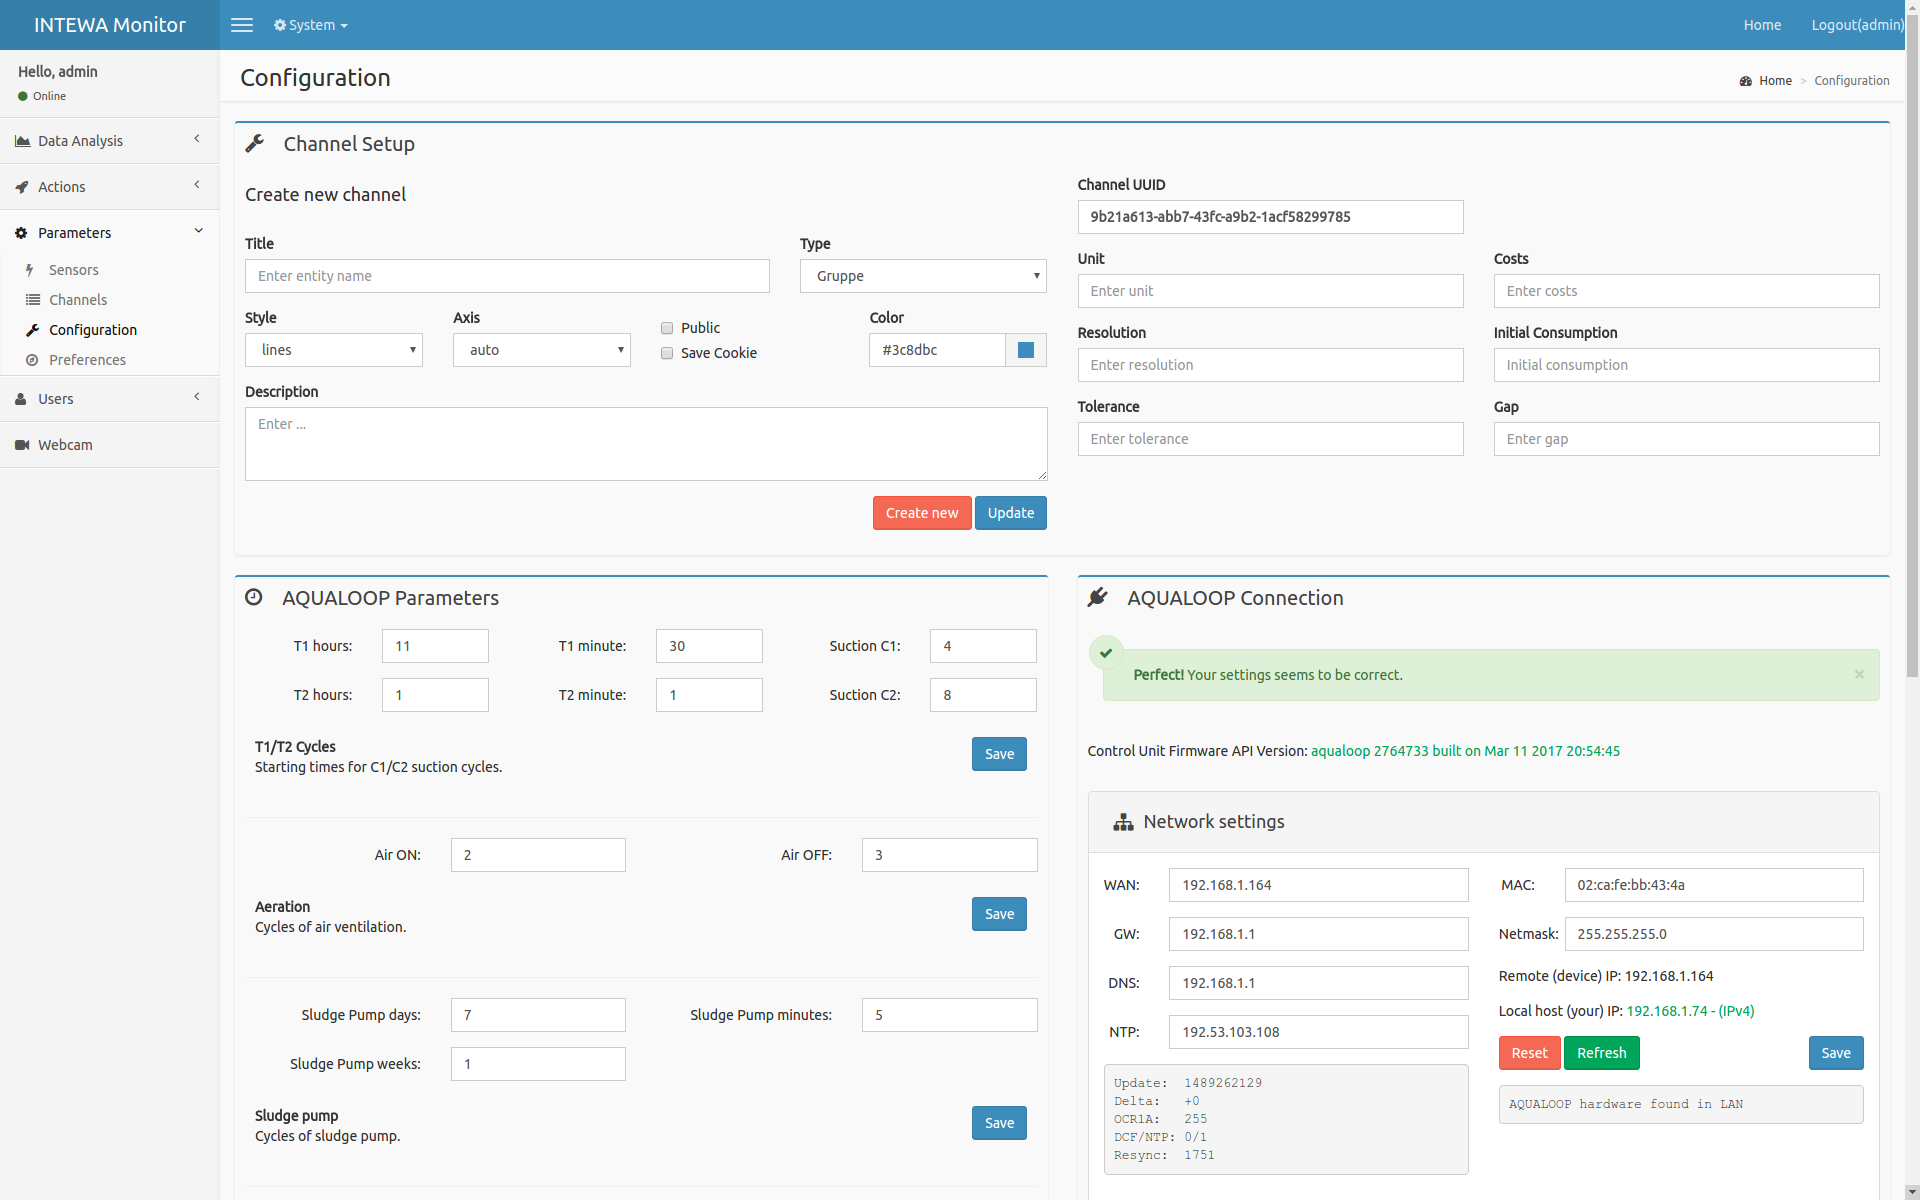 INTEWA Monitor
System
Home
Logout(admin)
Hello, admin
Online
Data Analysis
Actions
Parameters
Sensors
Channels
Configuration
Preferences
Users
Webcam
Configuration
Home > Configuration
Channel Setup
Create new channel
Title
Enter entity name
Type
Gruppe
Style
lines
Axis
auto
Public
Save Cookie
Color
#3c8dbc
Description
Enter ...
Create new
Update
Channel UUID
9b21a613-abb7-43fc-a9b2-1acf58299785
Unit
Enter unit
Costs
Enter costs
Resolution
Enter resolution
Initial Consumption
Initial consumption
Tolerance
Enter tolerance
Gap
Enter gap
AQUALOOP Parameters
T1 hours: 11 T1 minute: 30 Suction C1: 4
T2 hours: 1 T2 minute: 1 Suction C2: 8
T1/T2 Cycles
Starting times for C1/C2 suction cycles.
Save
Air ON: 2 Air OFF: 3
Aeration
Cycles of air ventilation.
Save
Sludge Pump days: 7 Sludge Pump minutes: 5
Sludge Pump weeks: 1
Sludge pump
Cycles of sludge pump.
Save
AQUALOOP Connection
Perfect! Your settings seems to be correct.
×
Control Unit Firmware API Version: aqualoop 2764733 built on Mar 11 2017 20:54:45
Network settings
WAN: 192.168.1.164
GW: 192.168.1.1
DNS: 192.168.1.1
NTP: 192.53.103.108
Update: 1489262129
Delta: +0
OCR1A: 255
DCF/NTP: 0/1
Resync: 1751
MAC: 02:ca:fe:bb:43:4a
Netmask: 255.255.255.0
Remote (device) IP: 192.168.1.164
Local host (your) IP: 192.168.1.74 - (IPv4)
Reset
Refresh
Save
AQUALOOP hardware found in LAN